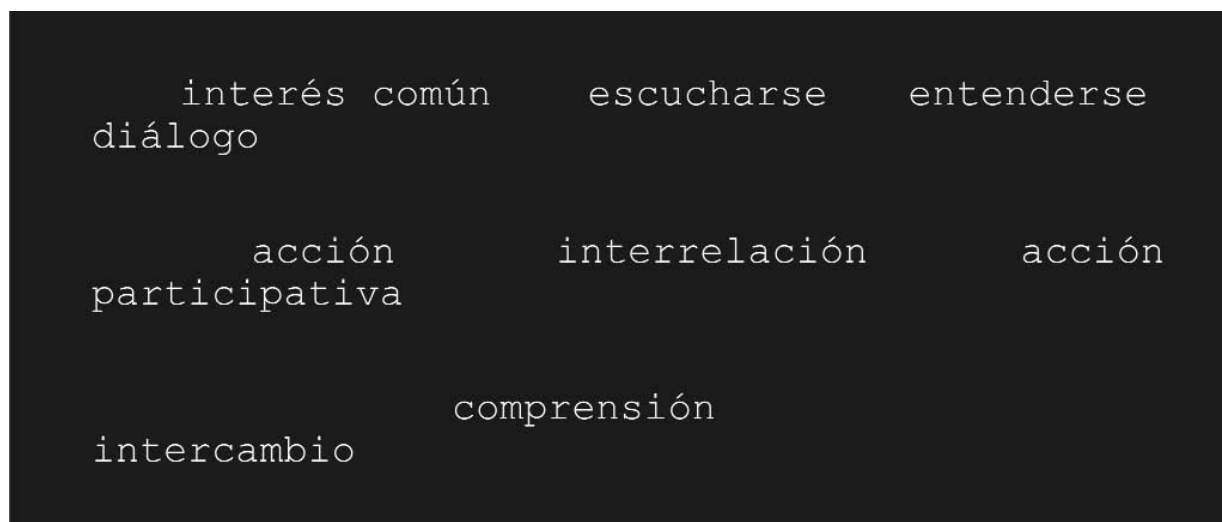 interés común escucharse entenderse
diálogo
acción interrelación acción
participativa
comprensión
intercambio